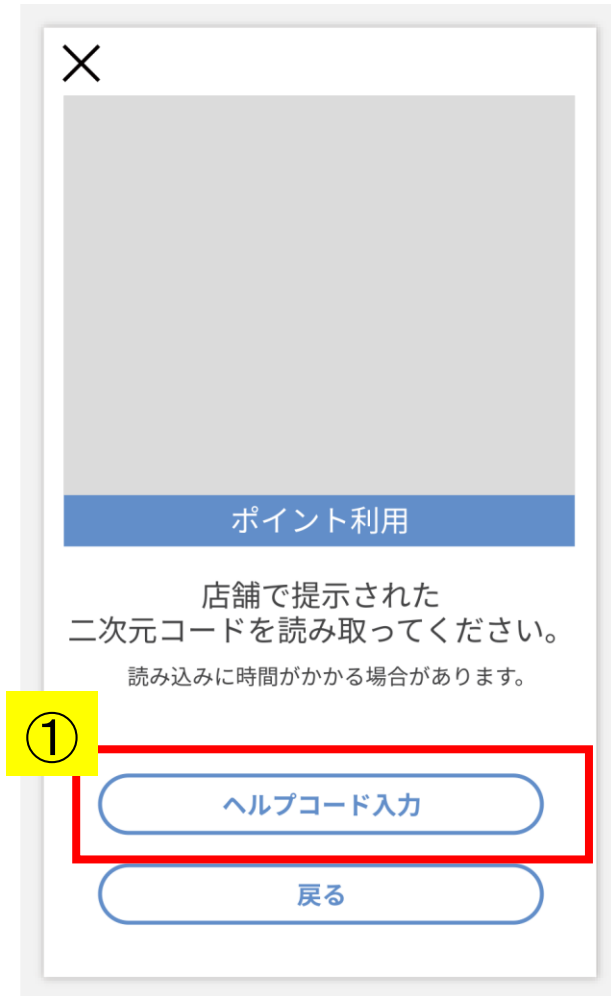 ポイント利用
店舗で提示された
二次元コードを読み取ってください。
読み込みに時間がかかる場合があります。
①
ヘルプコード入力
戻る